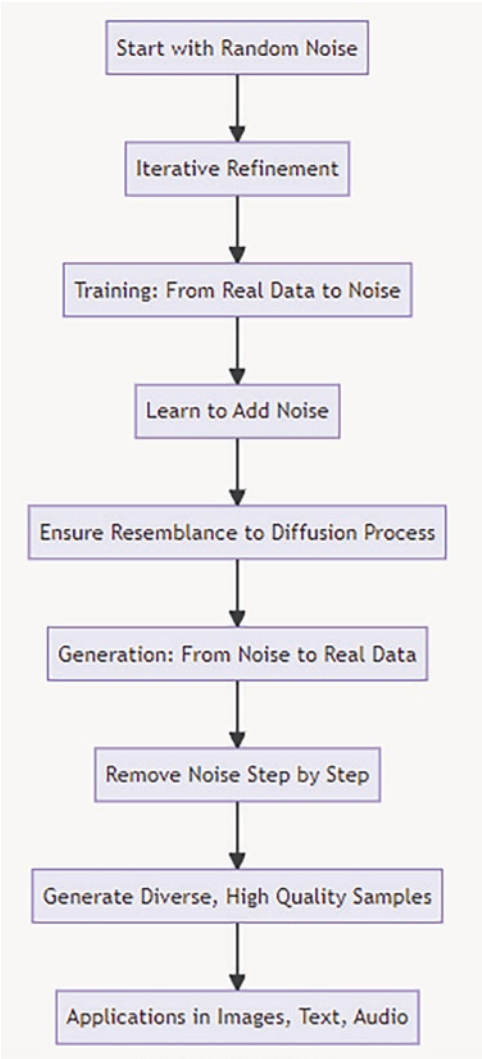 Start with Random Noise
Iterative Refinement
Training: From Real Data to Noise
Learn to Add Noise
Ensure Resemblance to Diffusion Process
Generation: From Noise to Real Data
Remove Noise Step by Step
Generate Diverse, High Quality Samples
Applications in Images, Text, Audio